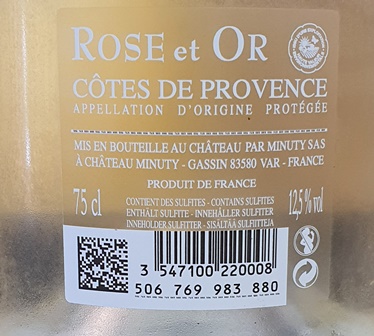 ROSE ET OR
CÔTES DE PROVENCE
APPELLATION D'ORIGINE PROTÉGÉE
MIS EN BOUTEILLE AU CHÂTEAU PAR MINUTY SAS
À CHÂTEAU MINUTY - GASSIN 83580 VAR - FRANCE
PRODUIT DE FRANCE
75 cl
CONTIENT DES SULFITES - CONTAINS SULFITES
ENTHÄLT SULFITE - INNEHÅLLER SULFITER
INNEHOLDER SULFITTER - SISÄLTÄÄ SULFIITTEJA
12,5 % vol
3 547100 220008
506 769 983 880